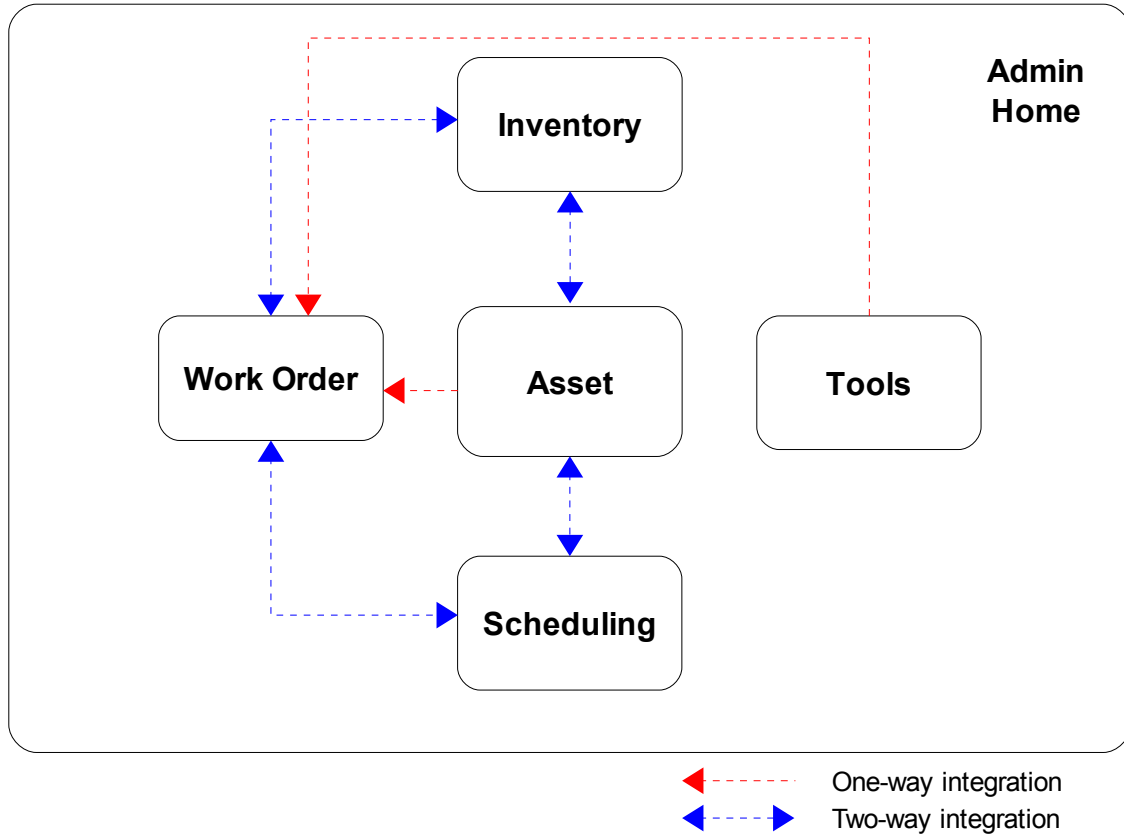 Admin
Home
Inventory
Work Order
Asset
Tools
Scheduling
One-way integration
Two-way integration